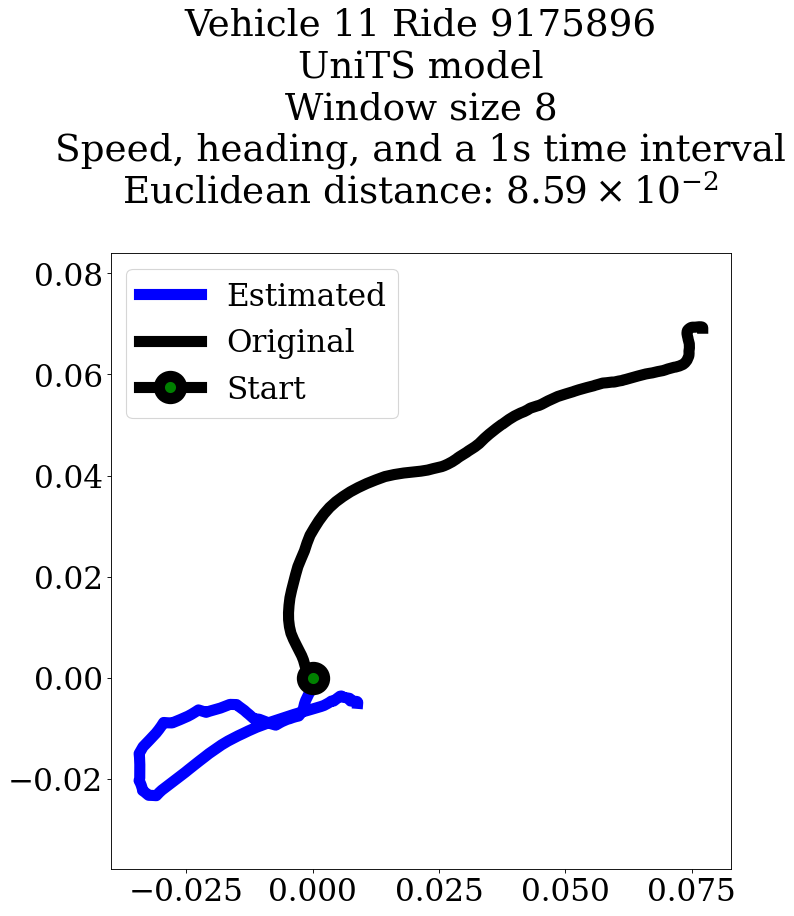 Vehicle 11 Ride 9175896
UniTS model
Window size 8
Speed, heading, and a 1s time interval
Euclidean distance: 8.59 × 10⁻²
0.08
0.06
0.04
0.02
0.00
−0.02
Estimated
Original
Start
−0.025 0.000 0.025 0.050 0.075